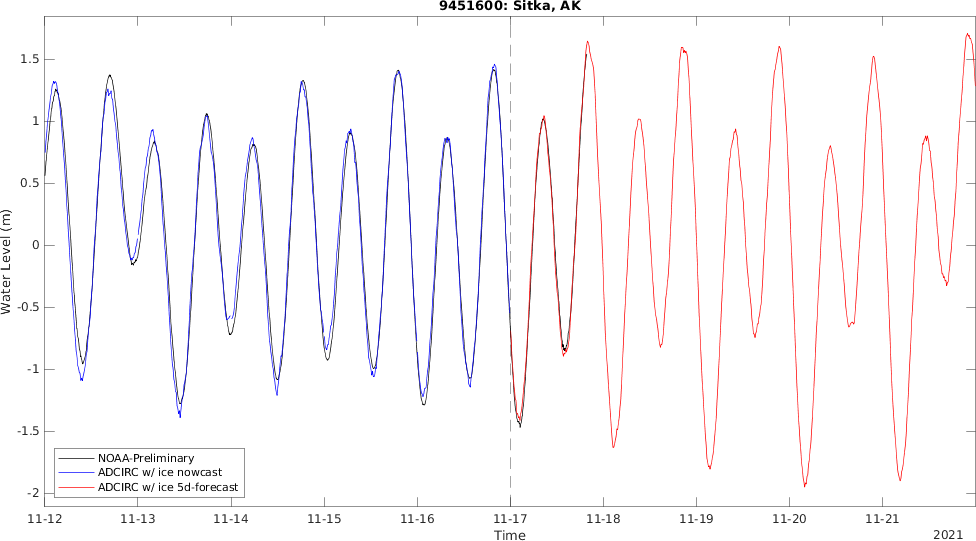 9451600: Sitka, AK
Water Level (m)
1.5
1
0.5
0
-0.5
-1
-1.5
-2
NOAA-Preliminary
ADCIRC w/ ice nowcast
ADCIRC w/ ice 5d-forecast
11-12 11-13 11-14 11-15 11-16 11-17 11-18 11-19 11-20 11-21
Time
2021